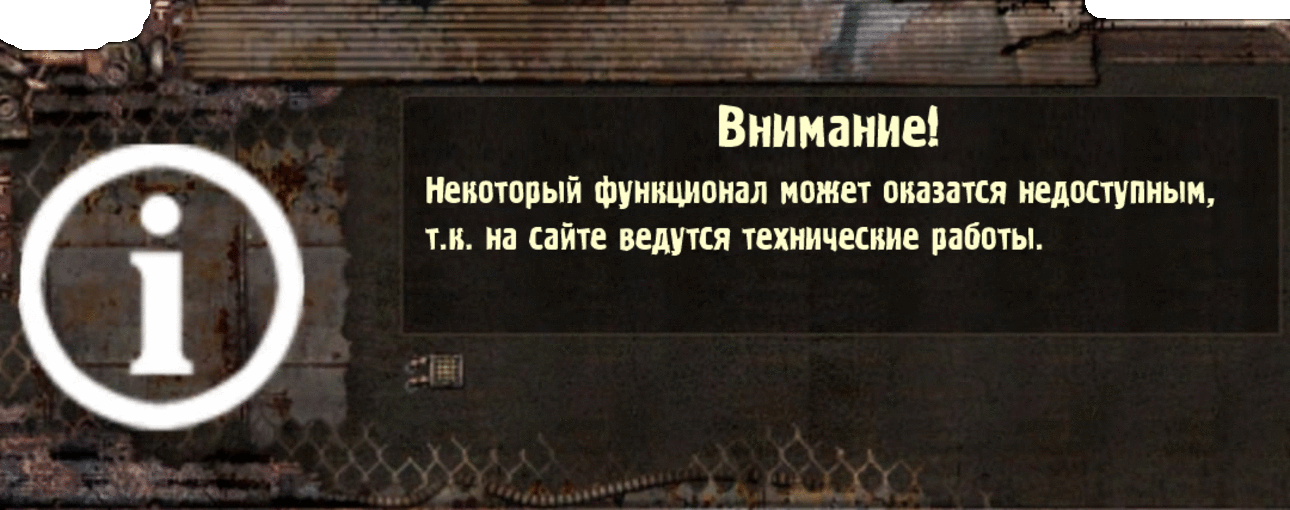 Внимание!
Некоторый функционал может оказатся недоступным,
т.к. на сайте ведутся технические работы.